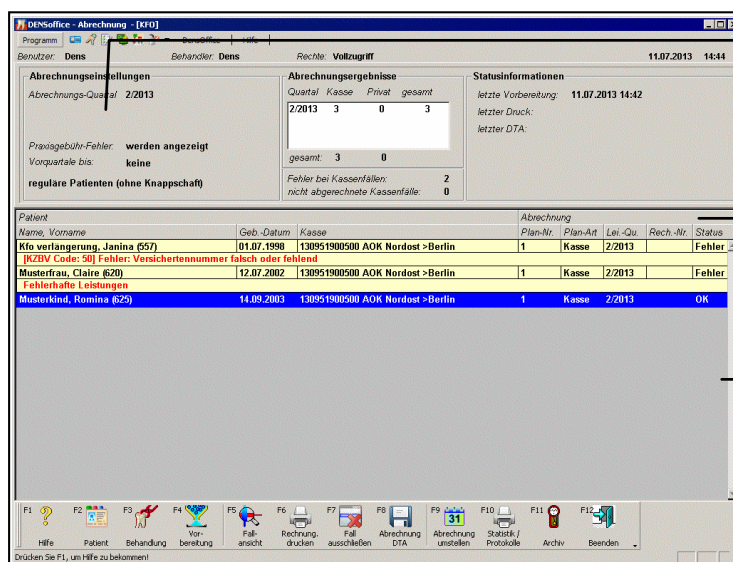 DENSoffice - Abrechnung - [KFO]
Programm DensOffice Hilfe
Benutzer: Dens Behandler: Dens Rechte: Vollzugriff 11.07.2013 14:44
Abrechnungseinstellungen
Abrechnungs-Quartal 2/2013
Praxisgebühr-Fehler: werden angezeigt
Vorquartale bis: keine
reguläre Patienten (ohne Knappschaft)
Abrechnungsergebnisse
Quartal Kasse Privat gesamt
2/2013 3 0 3
gesamt: 3 0
Fehler bei Kassenfällen: 2
nicht abgerechnete Kassenfälle: 0
Statusinformationen
letzte Vorbereitung: 11.07.2013 14:42
letzter Druck:
letzter DTA:
Patient Abrechnung
Name, Vorname Geb.-Datum Kasse Plan-Nr. Plan-Art Lei.-Qu. Rech.-Nr. Status
Kfo verlängerung, Janina (557) 01.07.1998 130951900500 AOK Nordost >Berlin 1 Kasse 2/2013 Fehler
[KZBV Code: 50] Fehler: Versichertennummer falsch oder fehlend
Musterfrau, Claire (620) 12.07.2002 130951900500 AOK Nordost >Berlin 1 Kasse 2/2013 Fehler
Fehlerhafte Leistungen
Musterkind, Romina (625) 14.09.2003 130951900500 AOK Nordost >Berlin 1 Kasse 2/2013 OK
F1 Hilfe
F2 Patient
F3 Behandlung
F4 Vor-
bereitung
F5 Fall-
ansicht
F6 Rechnung.
drucken
F7 Fall
ausschließen
F8 Abrechnung
DTA
F9 31 Abrechnung
umstellen
F10 Statistik /
Protokolle
F11 Archiv
F12 Beenden
Drücken Sie F1, um Hilfe zu bekommen!